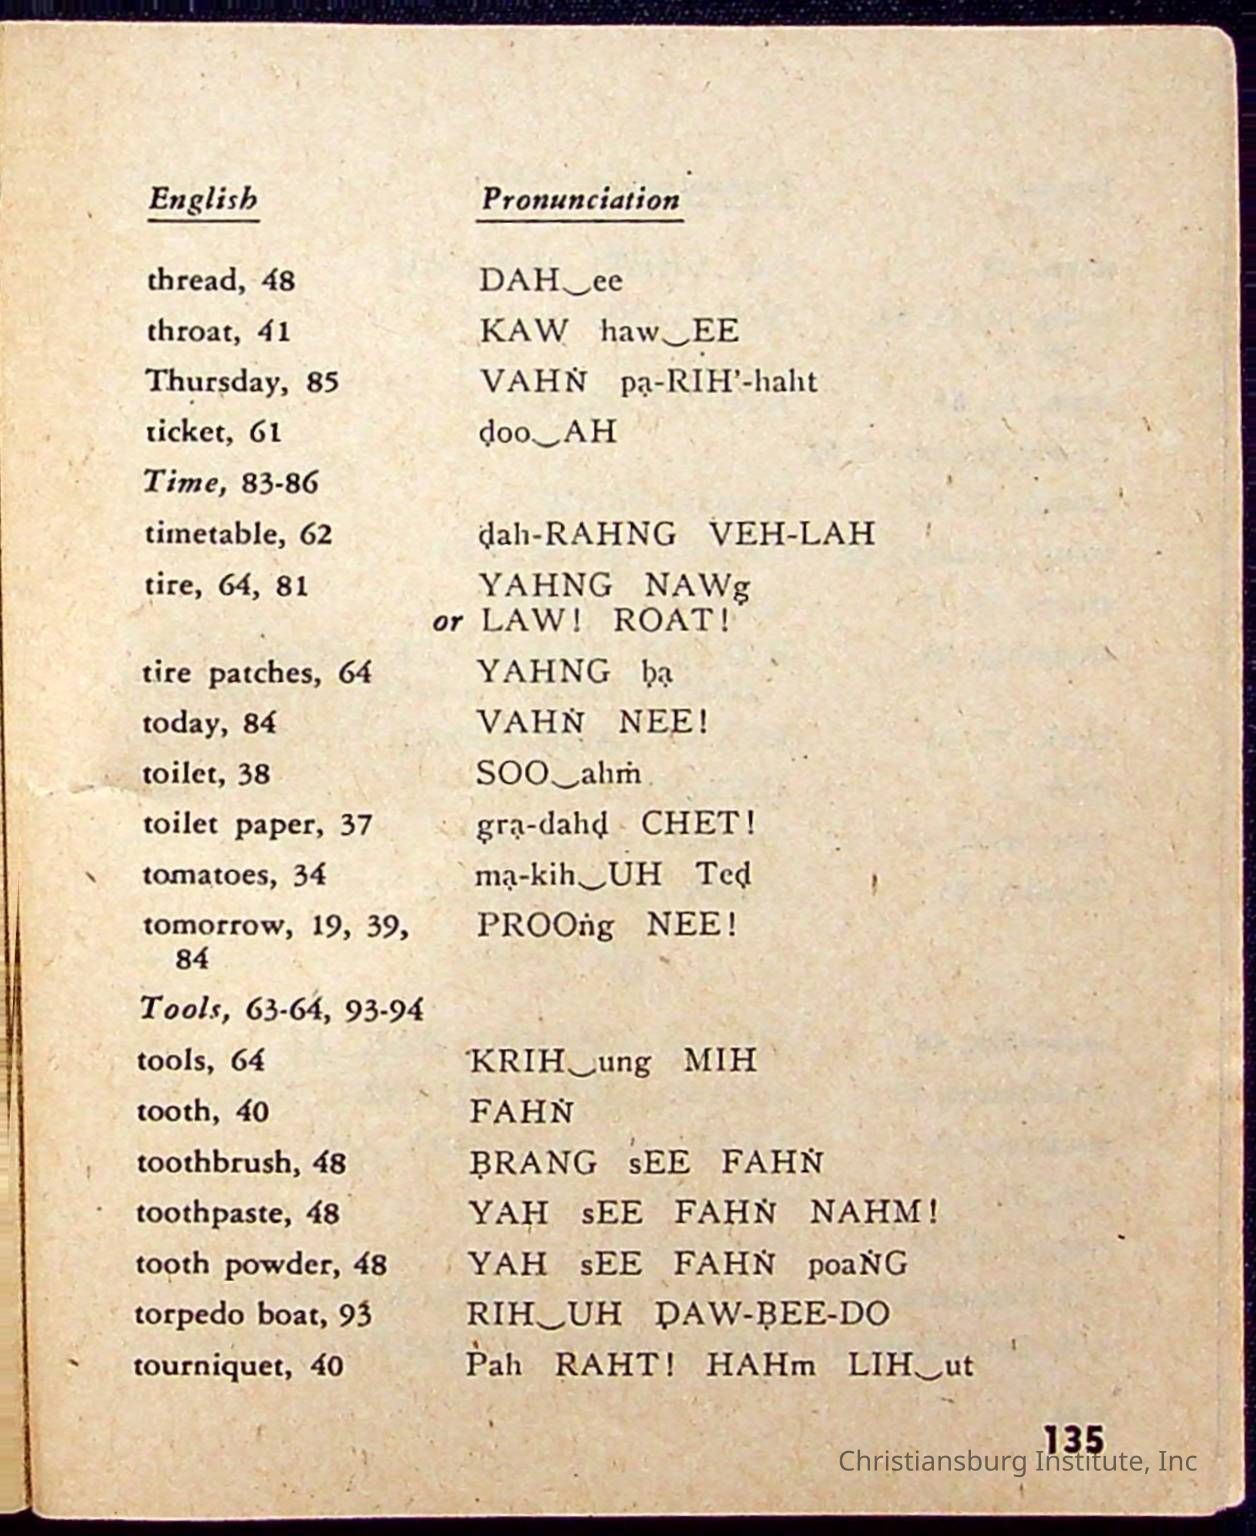 English Pronunciation
thread, 48 DAH‿ee
throat, 41 KAW haw‿EE
Thursday, 85 VAHṄ pạ-RIH'-haht
ticket, 61 ḍoo‿AH
Time, 83-86
timetable, 62 ḍah-RAHNG VEH-LAH
tire, 64, 81 YAHNG NAWg
or LAW! ROAT!
tire patches, 64 YAHNG ḅạ
today, 84 VAHṄ NEE!
toilet, 38 SOO‿ahṁ
toilet paper, 37 grạ-dahḍ CHET!
tomatoes, 34 mạ-kih‿UH Teḍ
tomorrow, 19, 39, PROOṅg NEE!
84
Tools, 63-64, 93-94
tools, 64 KRIH‿ung MIH
tooth, 40 FAHṄ
toothbrush, 48 ḄRANG sEE FAHṄ
toothpaste, 48 YAH sEE FAHṄ NAHM!
tooth powder, 48 YAH sEE FAHṄ poaṄG
torpedo boat, 93 RIH‿UH ḌAW-ḄEE-DO
tourniquet, 40 Pah RAHT! HAHm LIH‿ut
135
Christiansburg Institute, Inc